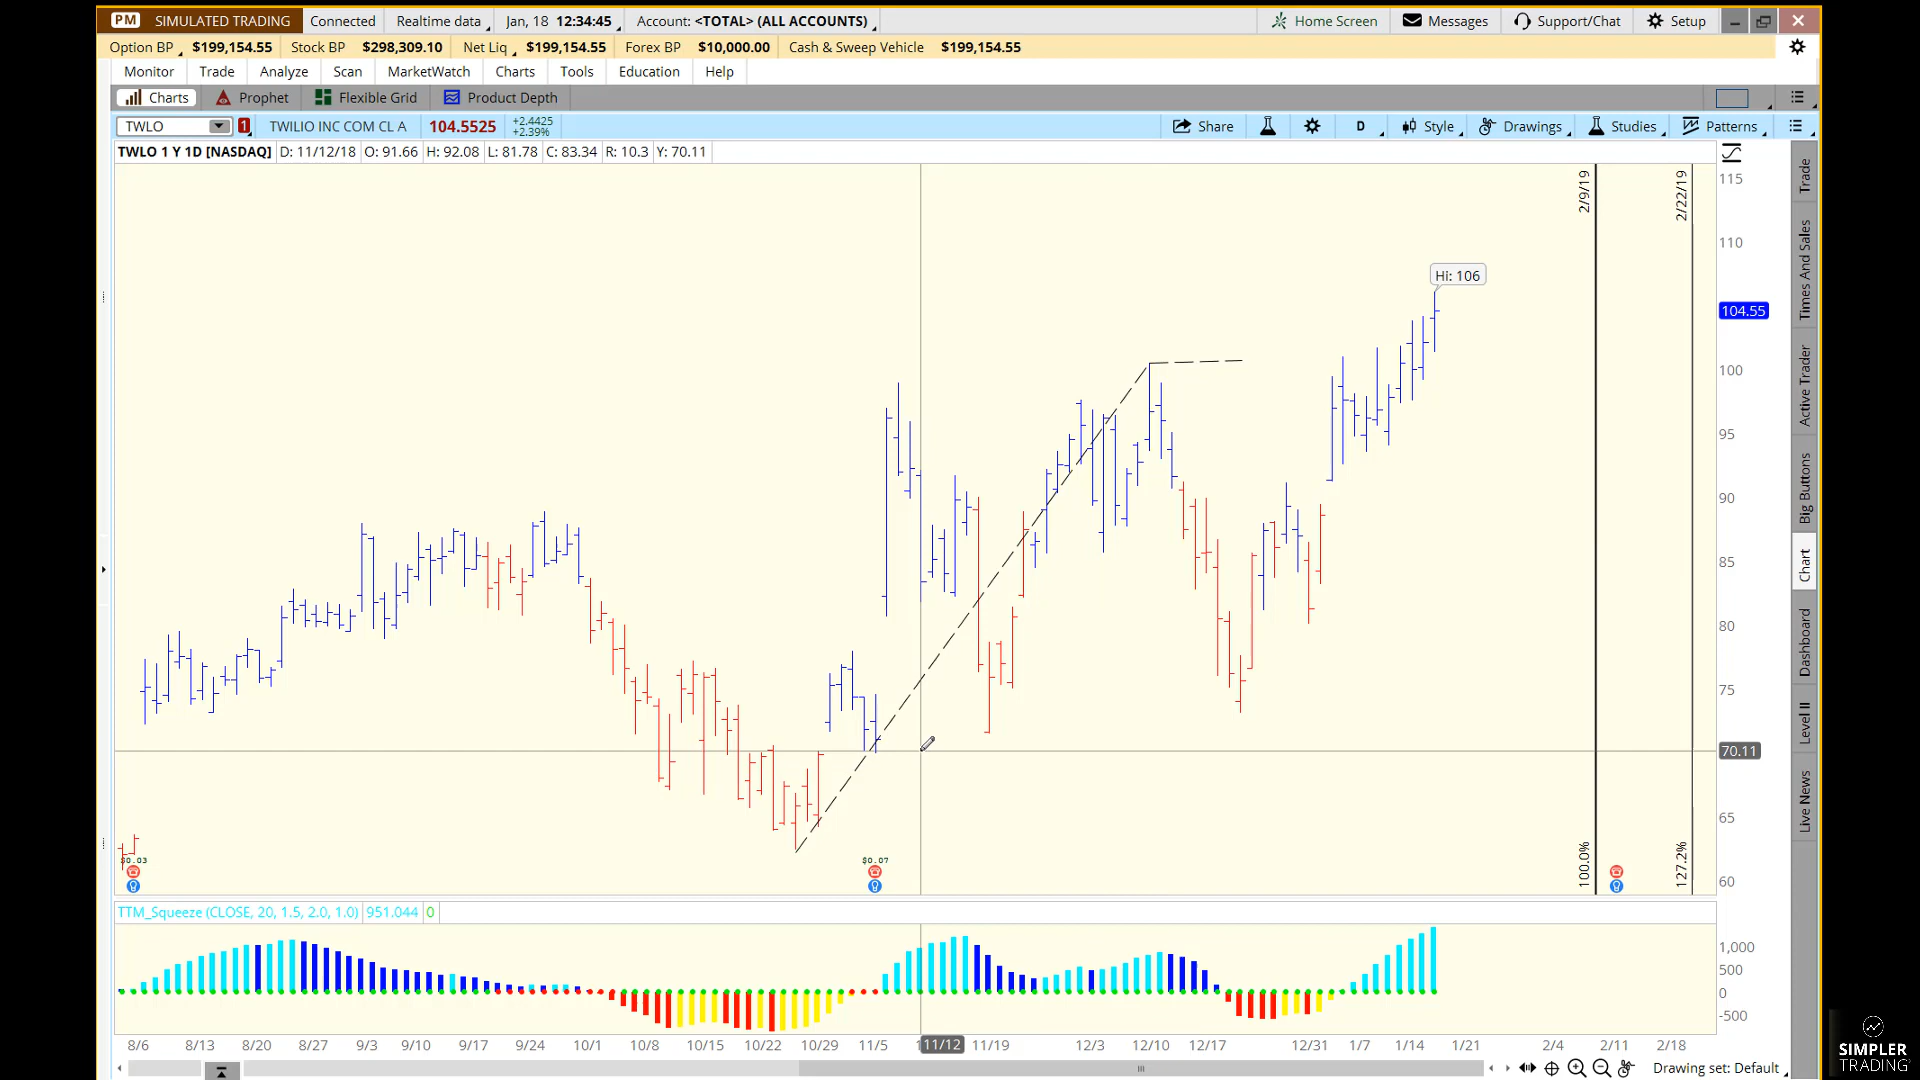 PM SIMULATED TRADING Connected Realtime data Jan, 18 12:34:45 Account: <TOTAL> (ALL ACCOUNTS) Home Screen Messages Support/Chat Setup
Option BP $199,154.55 Stock BP $298,309.10 Net Liq $199,154.55 Forex BP $10,000.00 Cash & Sweep Vehicle $199,154.55
Monitor Trade Analyze Scan MarketWatch Charts Tools Education Help
Charts Prophet Flexible Grid Product Depth
TWLO 1 TWILIO INC COM CL A 104.5525 +2.4425 +2.39% Share D Style Drawings Studies Patterns
TWLO 1 Y 1D [NASDAQ] D: 11/12/18 O: 91.66 H: 92.08 L: 81.78 C: 83.34 R: 10.3 Y: 70.11
2/9/19 2/22/19
Hi: 106
115
110
104.55
100
95
90
85
80
75
70.11
65
60
$0.03 $0.07
100.0% 127.2%
TTM_Squeeze (CLOSE, 20, 1.5, 2.0, 1.0) 951.044 0
1,000
500
0
-500
8/6 8/13 8/20 8/27 9/3 9/10 9/17 9/24 10/1 10/8 10/15 10/22 10/29 11/5 11/12 11/19 12/3 12/10 12/17 12/31 1/7 1/14 1/21 2/4 2/11 2/18
Drawing set: Default
Trade
Times And Sales
Active Trader
Big Buttons
Chart
Dashboard
Level II
Live News
SIMPLER
TRADING